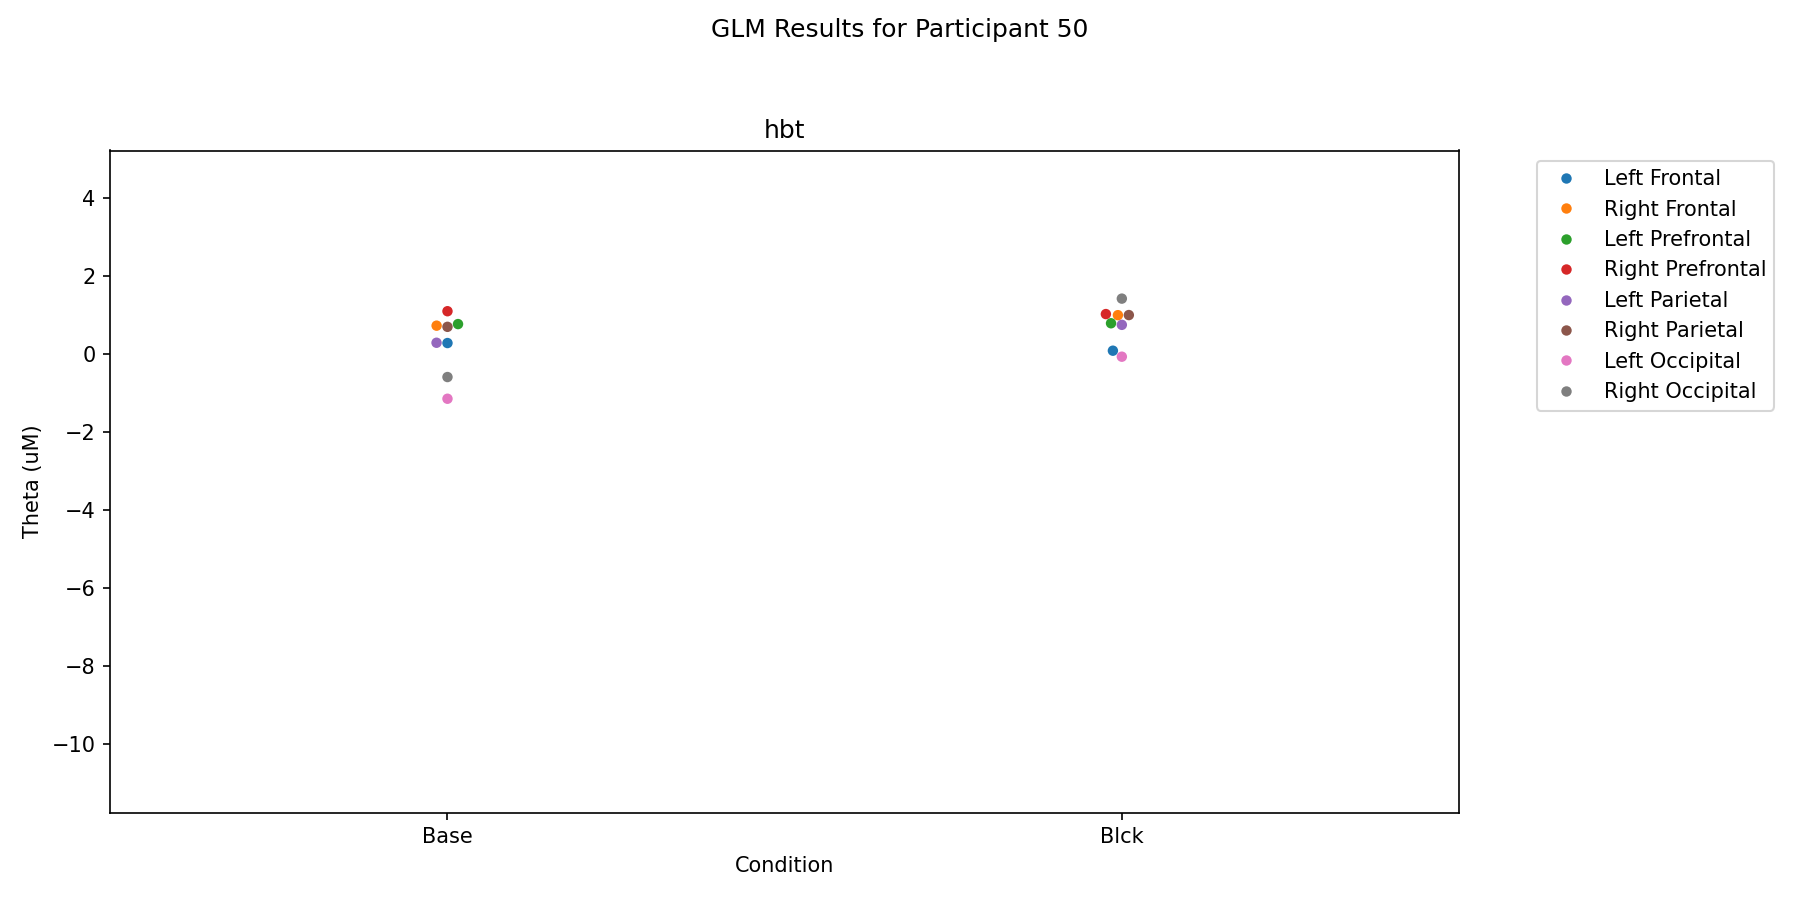 GLM Results for Participant 50
hbt
4
2
0
−2
−4
−6
−8
−10
Theta (uM)
Base
Blck
Condition
Left Frontal
Right Frontal
Left Prefrontal
Right Prefrontal
Left Parietal
Right Parietal
Left Occipital
Right Occipital